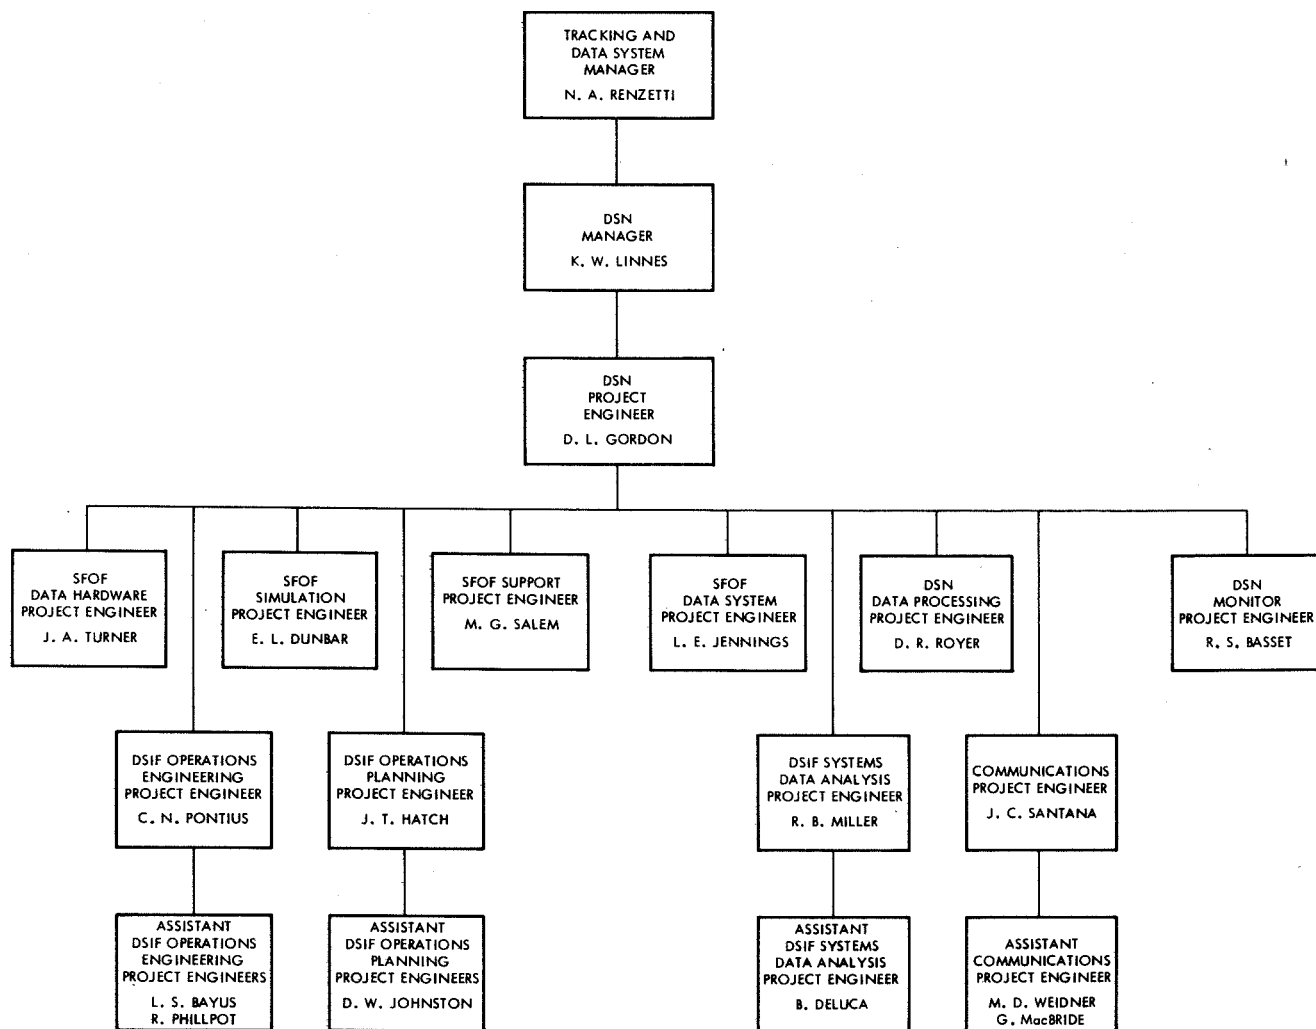 TRACKING AND
DATA SYSTEM
MANAGER
N. A. RENZETTI
DSN
MANAGER
K. W. LINNES
DSN
PROJECT
ENGINEER
D. L. GORDON
SFOF
DATA HARDWARE
PROJECT ENGINEER
J. A. TURNER
SFOF
SIMULATION
PROJECT ENGINEER
E. L. DUNBAR
SFOF SUPPORT
PROJECT ENGINEER
M. G. SALEM
SFOF
DATA SYSTEM
PROJECT ENGINEER
L. E. JENNINGS
DSN
DATA PROCESSING
PROJECT ENGINEER
D. R. ROYER
DSN
MONITOR
PROJECT ENGINEER
R. S. BASSET
DSIF OPERATIONS
ENGINEERING
PROJECT ENGINEER
C. N. PONTIUS
DSIF OPERATIONS
PLANNING
PROJECT ENGINEER
J. T. HATCH
DSIF SYSTEMS
DATA ANALYSIS
PROJECT ENGINEER
R. B. MILLER
COMMUNICATIONS
PROJECT ENGINEER
J. C. SANTANA
ASSISTANT
DSIF OPERATIONS
ENGINEERING
PROJECT ENGINEERS
L. S. BAYUS
R. PHILLPOT
ASSISTANT
DSIF OPERATIONS
PLANNING
PROJECT ENGINEERS
D. W. JOHNSTON
ASSISTANT
DSIF SYSTEMS
DATA ANALYSIS
PROJECT ENGINEER
B. DELUCA
ASSISTANT
COMMUNICATIONS
PROJECT ENGINEER
M. D. WEIDNER
G. MacBRIDE